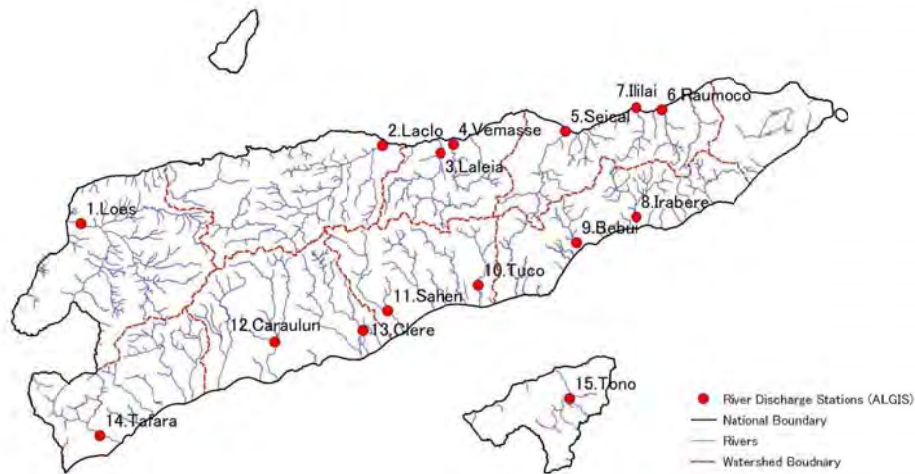 7.Ililai
6.Raumoco
2.Laclo
4.Vemasse
5.Seical
3.Laleia
1.Loes
8.Irabere
9.Bebui
10.Tuco
11.Sahen
12.Caraulun
13.Clere
15.Tono
14.Tafara
River Discharge Stations (ALGIS)
National Boundary
Rivers
Watershed Boudnary